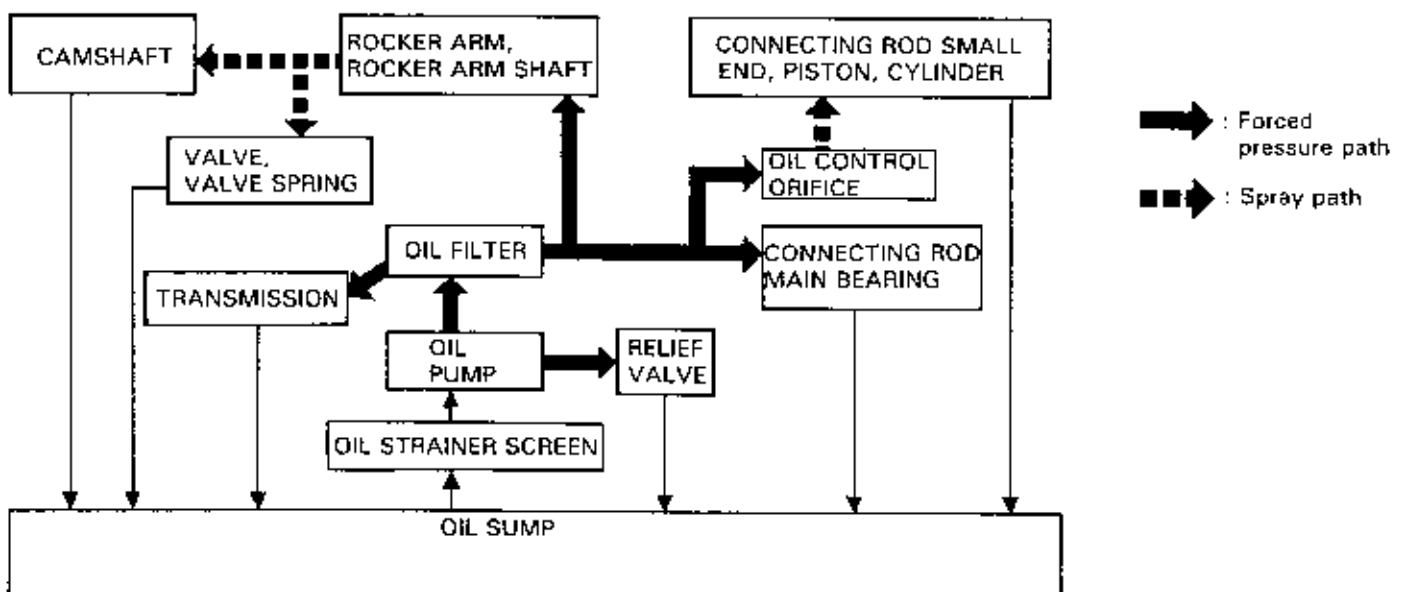 CAMSHAFT
ROCKER ARM,
ROCKER ARM SHAFT
CONNECTING ROD SMALL
END, PISTON, CYLINDER
: Forced
pressure path
: Spray path
VALVE,
VALVE SPRING
OIL CONTROL
ORIFICE
OIL FILTER
CONNECTING ROD
MAIN BEARING
TRANSMISSION
OIL
PUMP
RELIEF
VALVE
OIL STRAINER SCREEN
OIL SUMP